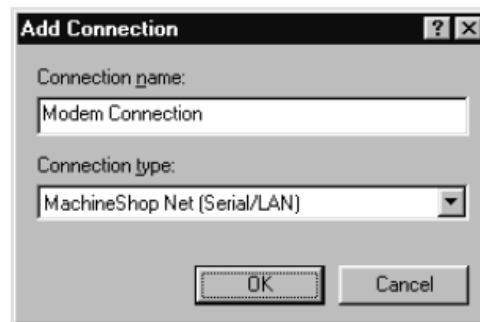 Add Connection
Connection name:
Modem Connection
Connection type:
MachineShop Net (Serial/LAN)
OK Cancel